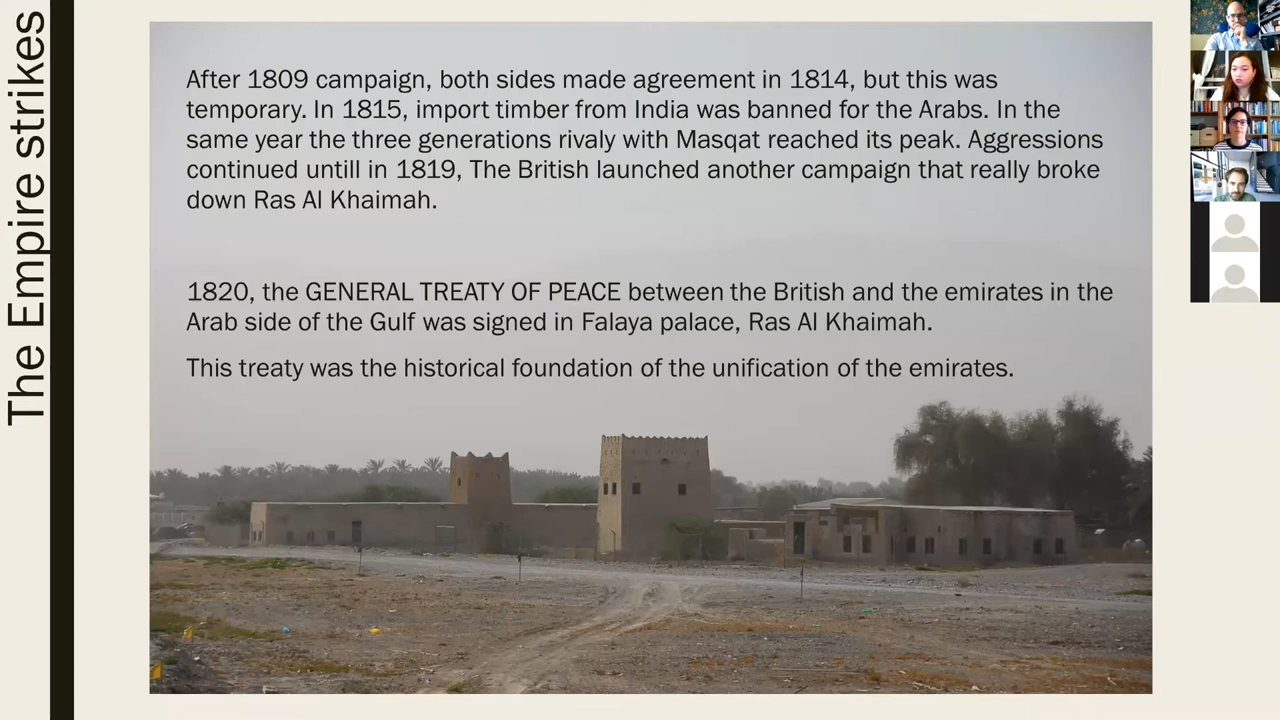 The Empire strikes
After 1809 campaign, both sides made agreement in 1814, but this was
temporary. In 1815, import timber from India was banned for the Arabs. In the
same year the three generations rivaly with Masqat reached its peak. Aggressions
continued untill in 1819, The British launched another campaign that really broke
down Ras Al Khaimah.
1820, the GENERAL TREATY OF PEACE between the British and the emirates in the
Arab side of the Gulf was signed in Falaya palace, Ras Al Khaimah.
This treaty was the historical foundation of the unification of the emirates.